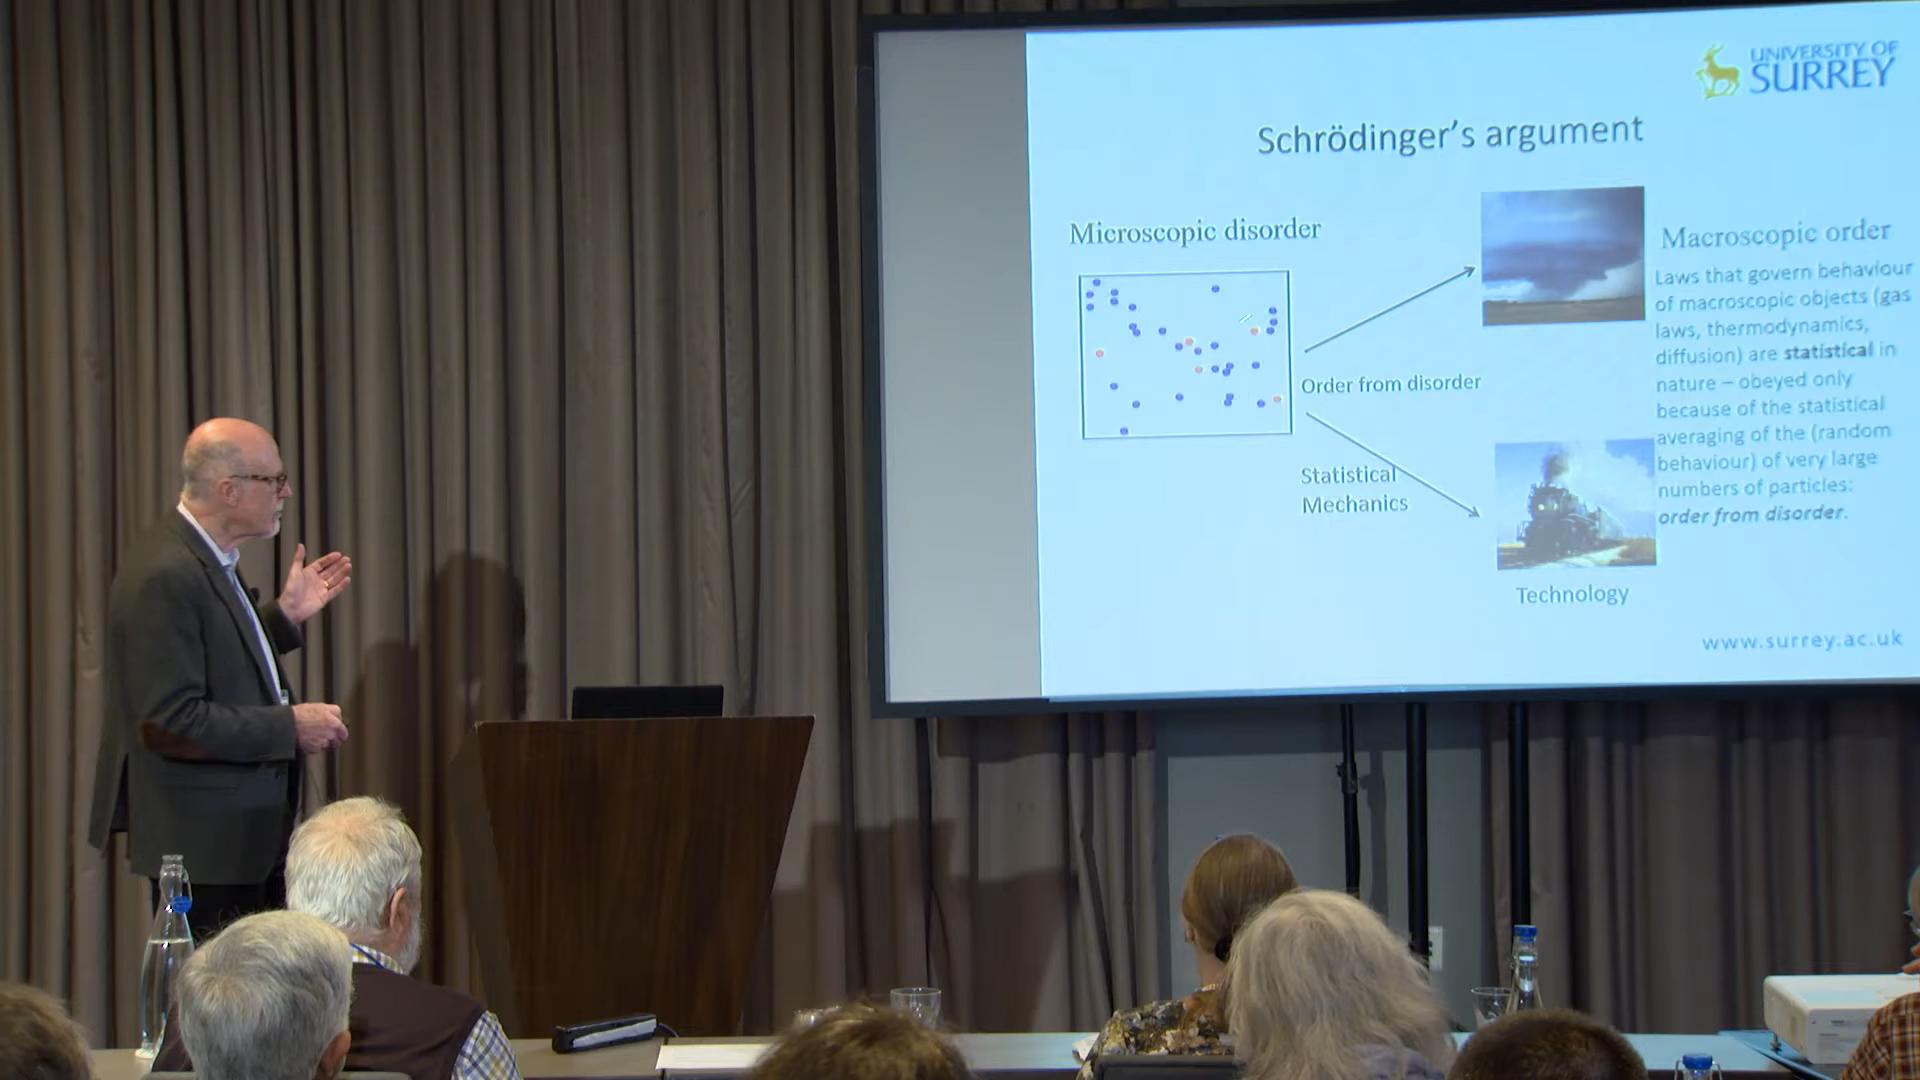 UNIVERSITY OF
SURREY
Schrödinger's argument
Microscopic disorder
Order from disorder
Statistical
Mechanics
Technology
Macroscopic order
Laws that govern behaviour
of macroscopic objects (gas
laws, thermodynamics,
diffusion) are statistical in
nature – obeyed only
because of the statistical
averaging of the (random
behaviour) of very large
numbers of particles:
order from disorder.
www.surrey.ac.uk